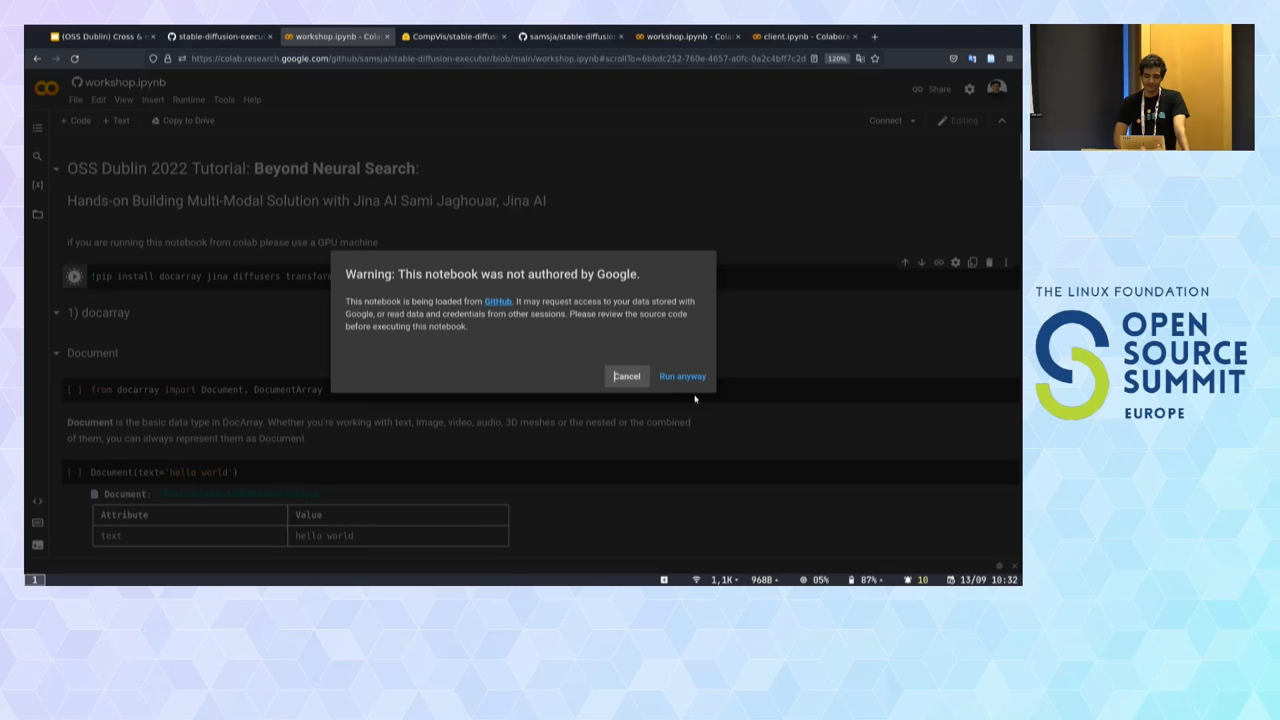 (OSS Dublin) Cross &
stable-diffusion-execut
workshop.ipynb - Cola
CompVis/stable-diffus
samsja/stable-diffusion
workshop.ipynb - Cola
client.ipynb - Colabora
https://colab.research.google.com/github/samsja/stable-diffusion-executor/blob/main/workshop.ipynb#scrollTo=6bbdc252-760e-4657-a0fc-0a2c4bff7c2d
120%
workshop.ipynb
Share
File Edit View Insert Runtime Tools Help
+ Code + Text Copy to Drive
Connect
Editing
OSS Dublin 2022 Tutorial: Beyond Neural Search:
Hands-on Building Multi-Modal Solution with Jina AI Sami Jaghouar, Jina AI
if you are running this notebook from colab please use a GPU machine
!pip install docarray jina diffusers transform
Warning: This notebook was not authored by Google.
This notebook is being loaded from GitHub. It may request access to your data stored with
Google, or read data and credentials from other sessions. Please review the source code
before executing this notebook.
Cancel
Run anyway
1) docarray
Document
[ ] from docarray import Document, DocumentArray
Document is the basic data type in DocArray. Whether you're working with text, image, video, audio, 3D meshes or the nested or the combined
of them, you can always represent them as Document
[ ] Document(text='hello world')
Document:
Attribute Value
text hello world
1
1,1K
968B
05%
87%
10
13/09 10:32
THE LINUX FOUNDATION
OPEN
SOURCE
SUMMIT
EUROPE